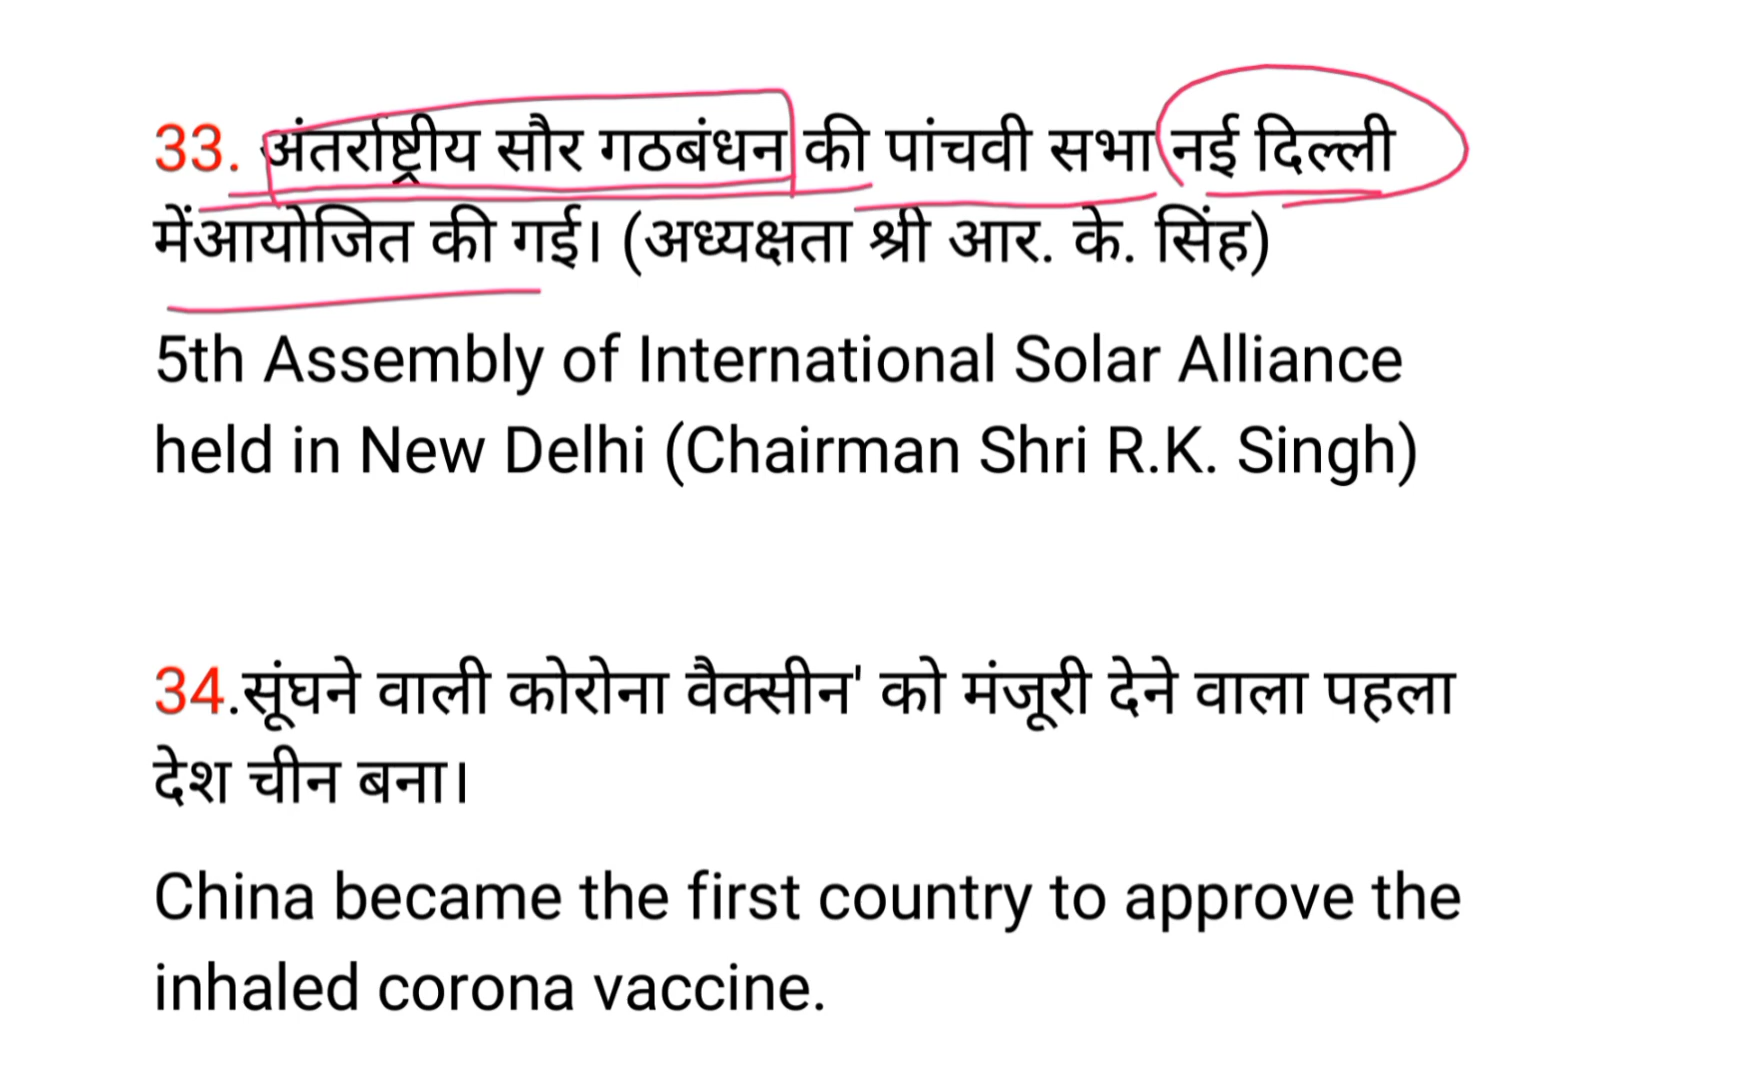 33. अंतर्राष्ट्रीय सौर गठबंधन की पांचवी सभा नई दिल्ली
मेंआयोजित की गई। (अध्यक्षता श्री आर. के. सिंह)
5th Assembly of International Solar Alliance
held in New Delhi (Chairman Shri R.K. Singh)
34.सूंघने वाली कोरोना वैक्सीन' को मंजूरी देने वाला पहला
देश चीन बना।
China became the first country to approve the
inhaled corona vaccine.